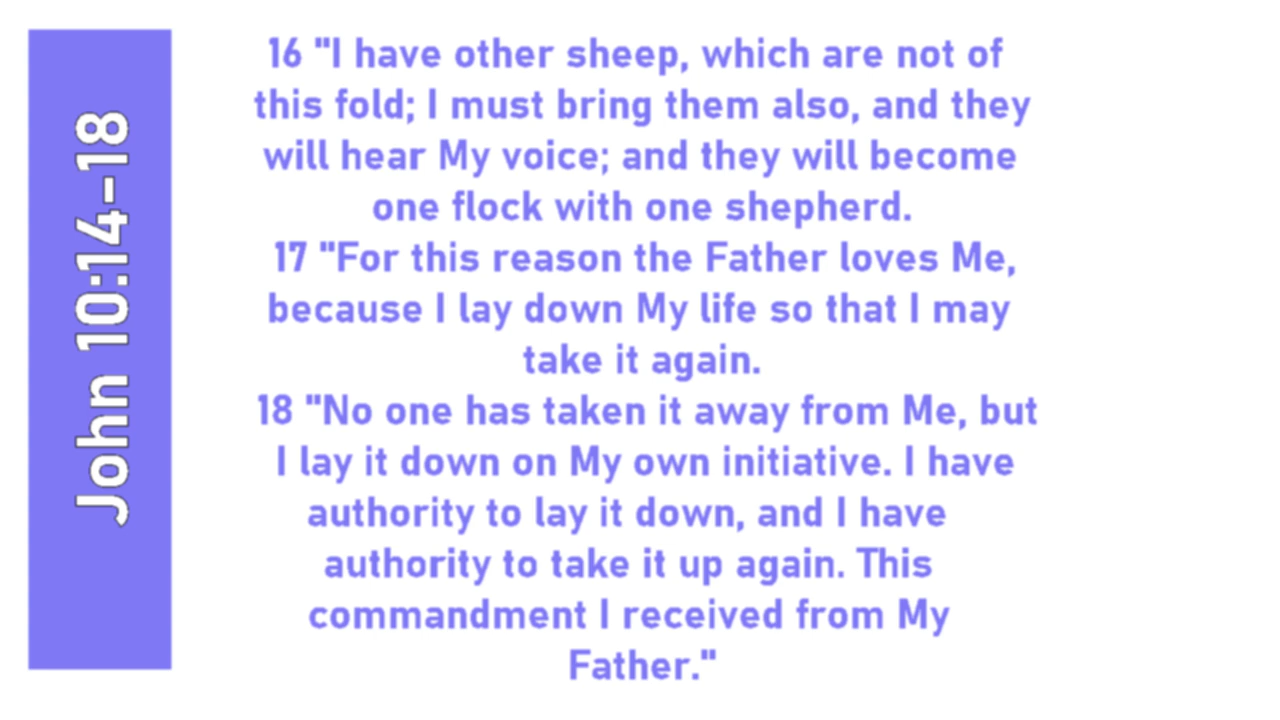 John 10:14-18
16 "I have other sheep, which are not of
this fold; I must bring them also, and they
will hear My voice; and they will become
one flock with one shepherd.
17 "For this reason the Father loves Me,
because I lay down My life so that I may
take it again.
18 "No one has taken it away from Me, but
I lay it down on My own initiative. I have
authority to lay it down, and I have
authority to take it up again. This
commandment I received from My
Father."